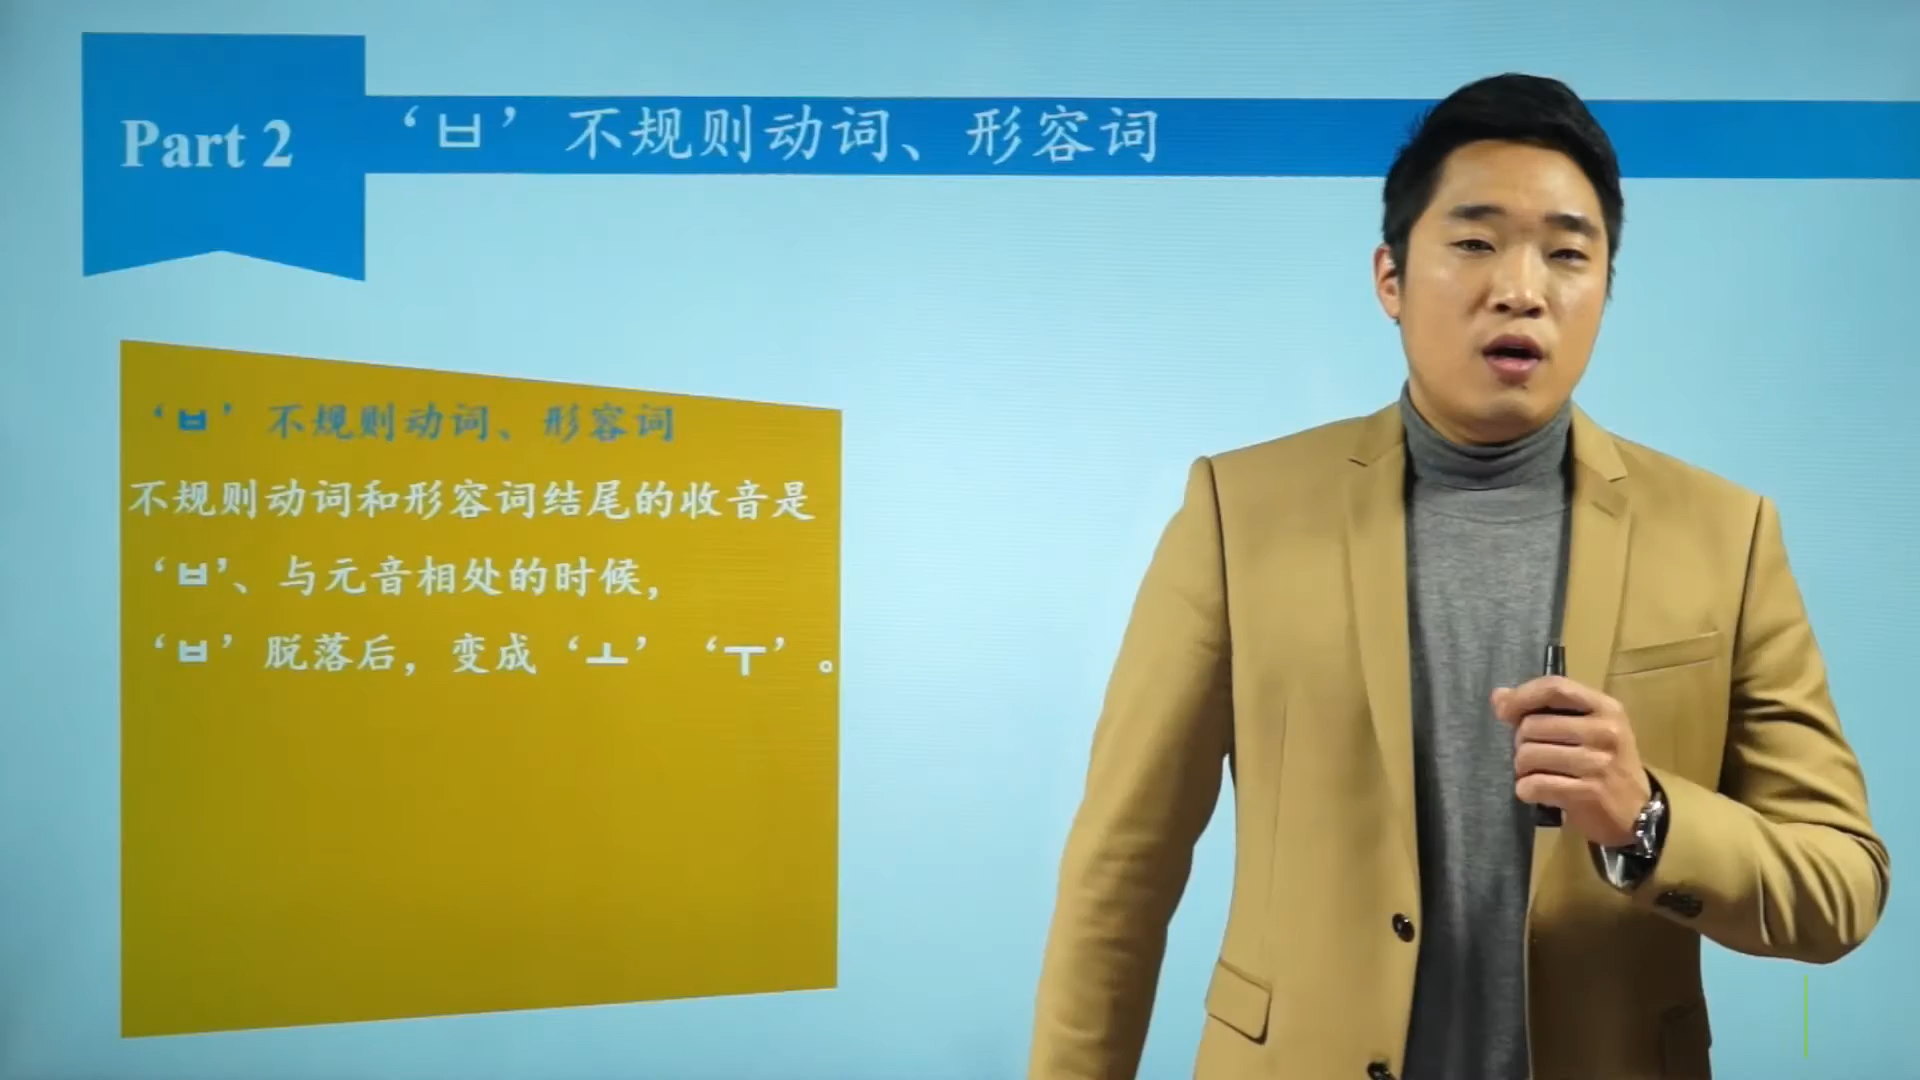 Part 2
‘ㅂ’不规则动词、形容词
‘ㅂ’不规则动词、形容词
不规则动词和形容词结尾的收音是
‘ㅂ’、与元音相处的时候，
‘ㅂ’脱落后，变成‘ㅗ’‘ㅜ’。